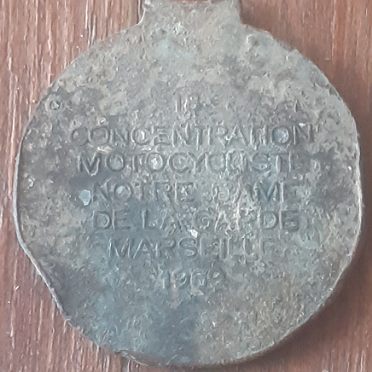 CONCENTRATION
MOTOCYCLISTE
NOTRE DAME
DE LA GARDE
MARSEILLE